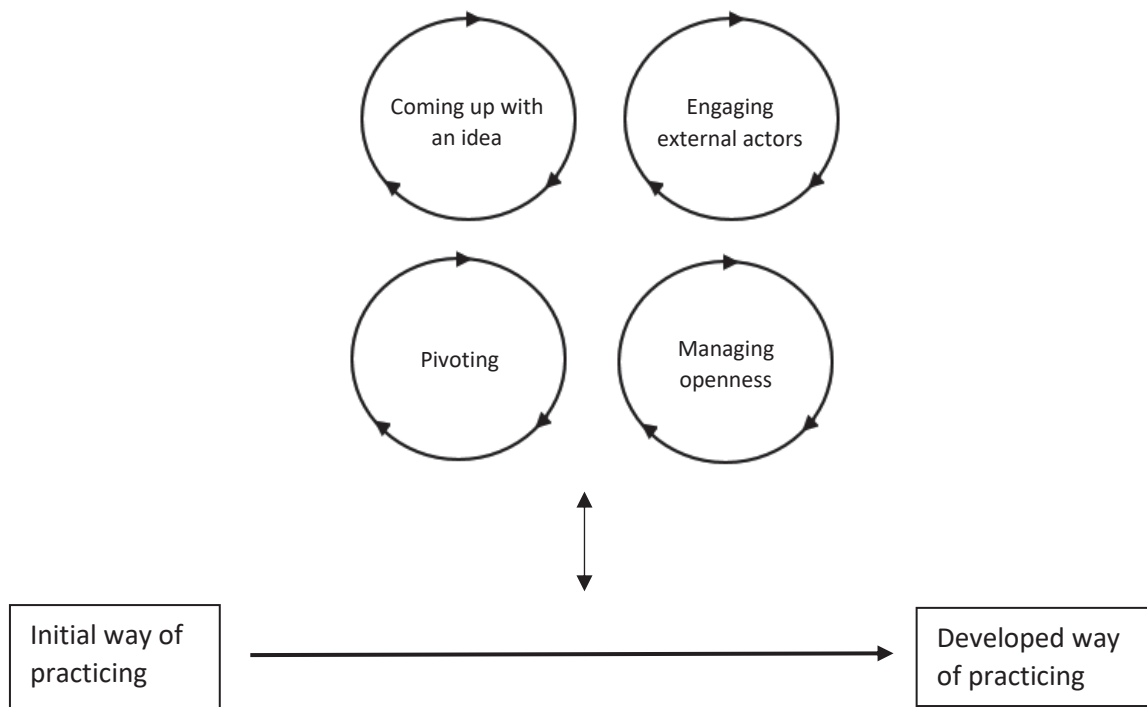 Coming up with
an idea
Engaging
external actors
Pivoting
Managing
openness
Initial way of
practicing
Developed way
of practicing